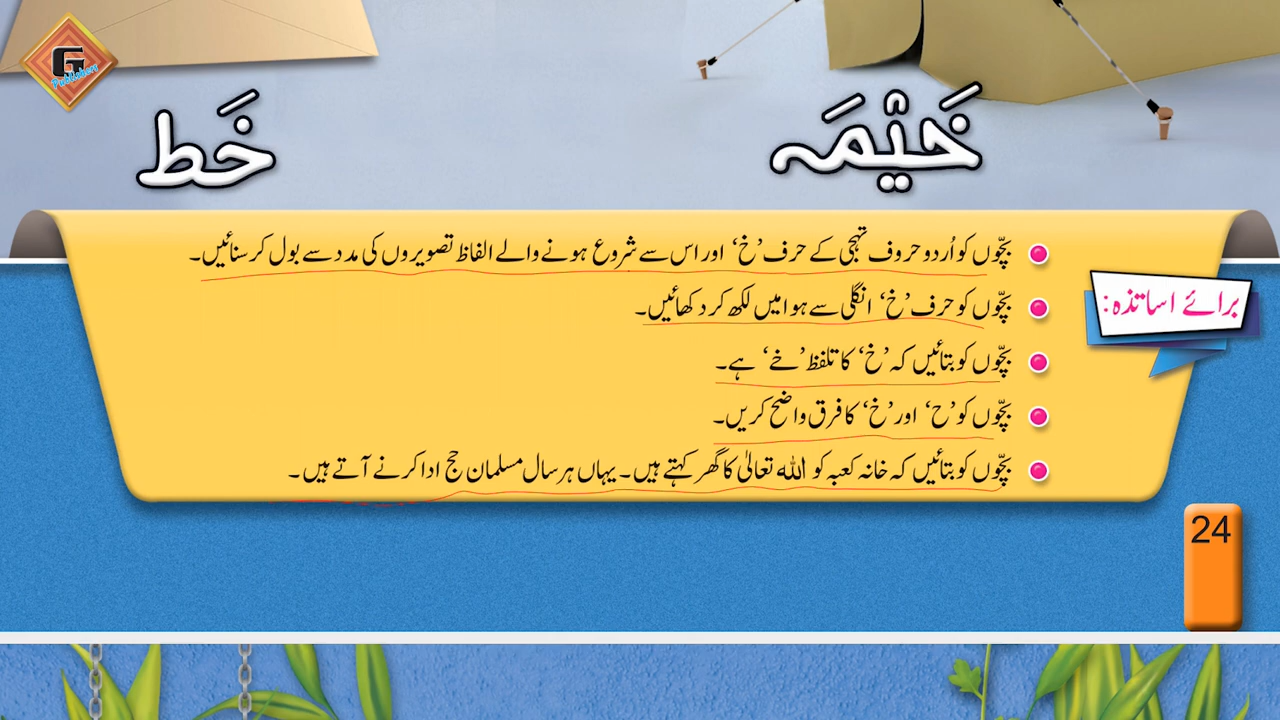 G
Publishers
خَیْمَہ
خَط
برائے اساتذہ:
بچّوں کو اُردو حروف تہجی کے حرف ’خ‘ اور اس سے شروع ہونے والے الفاظ تصویروں کی مدد سے بول کر سنائیں۔
بچّوں کو حرف ’خ‘ انگلی سے ہوا میں لکھ کر دکھائیں۔
بچّوں کو بتائیں کہ ’خ‘ کا تلفظ ’خے‘ ہے۔
بچّوں کو ’ح‘ اور ’خ‘ کا فرق واضح کریں۔
بچّوں کو بتائیں کہ خانہ کعبہ کو اللہ تعالیٰ کا گھر کہتے ہیں۔ یہاں ہر سال مسلمان حج ادا کرنے آتے ہیں۔
24